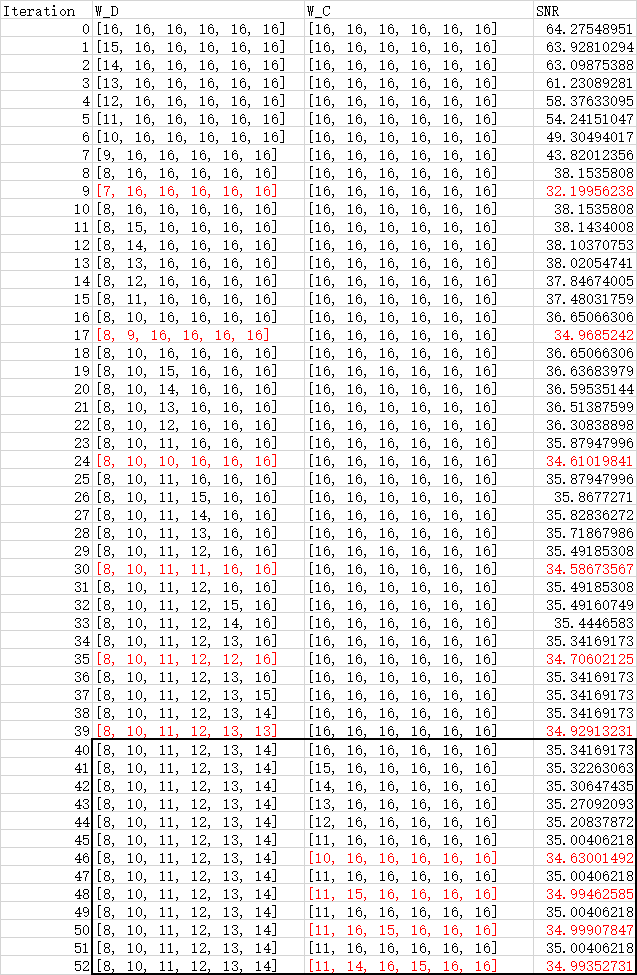 Iteration W_D W_C SNR
0 [16, 16, 16, 16, 16, 16] [16, 16, 16, 16, 16, 16] 64.27548951
1 [15, 16, 16, 16, 16, 16] [16, 16, 16, 16, 16, 16] 63.92810294
2 [14, 16, 16, 16, 16, 16] [16, 16, 16, 16, 16, 16] 63.09875388
3 [13, 16, 16, 16, 16, 16] [16, 16, 16, 16, 16, 16] 61.23089281
4 [12, 16, 16, 16, 16, 16] [16, 16, 16, 16, 16, 16] 58.37633095
5 [11, 16, 16, 16, 16, 16] [16, 16, 16, 16, 16, 16] 54.24151047
6 [10, 16, 16, 16, 16, 16] [16, 16, 16, 16, 16, 16] 49.30494017
7 [9, 16, 16, 16, 16, 16] [16, 16, 16, 16, 16, 16] 43.82012356
8 [8, 16, 16, 16, 16, 16] [16, 16, 16, 16, 16, 16] 38.1535808
9 [7, 16, 16, 16, 16, 16] [16, 16, 16, 16, 16, 16] 32.19956238
10 [8, 16, 16, 16, 16, 16] [16, 16, 16, 16, 16, 16] 38.1535808
11 [8, 15, 16, 16, 16, 16] [16, 16, 16, 16, 16, 16] 38.1434008
12 [8, 14, 16, 16, 16, 16] [16, 16, 16, 16, 16, 16] 38.10370753
13 [8, 13, 16, 16, 16, 16] [16, 16, 16, 16, 16, 16] 38.02054741
14 [8, 12, 16, 16, 16, 16] [16, 16, 16, 16, 16, 16] 37.84674005
15 [8, 11, 16, 16, 16, 16] [16, 16, 16, 16, 16, 16] 37.48031759
16 [8, 10, 16, 16, 16, 16] [16, 16, 16, 16, 16, 16] 36.65066306
17 [8, 9, 16, 16, 16, 16] [16, 16, 16, 16, 16, 16] 34.9685242
18 [8, 10, 16, 16, 16, 16] [16, 16, 16, 16, 16, 16] 36.65066306
19 [8, 10, 15, 16, 16, 16] [16, 16, 16, 16, 16, 16] 36.63683979
20 [8, 10, 14, 16, 16, 16] [16, 16, 16, 16, 16, 16] 36.59535144
21 [8, 10, 13, 16, 16, 16] [16, 16, 16, 16, 16, 16] 36.51387599
22 [8, 10, 12, 16, 16, 16] [16, 16, 16, 16, 16, 16] 36.30838898
23 [8, 10, 11, 16, 16, 16] [16, 16, 16, 16, 16, 16] 35.87947996
24 [8, 10, 10, 16, 16, 16] [16, 16, 16, 16, 16, 16] 34.61019841
25 [8, 10, 11, 16, 16, 16] [16, 16, 16, 16, 16, 16] 35.87947996
26 [8, 10, 11, 15, 16, 16] [16, 16, 16, 16, 16, 16] 35.8677271
27 [8, 10, 11, 14, 16, 16] [16, 16, 16, 16, 16, 16] 35.82836272
28 [8, 10, 11, 13, 16, 16] [16, 16, 16, 16, 16, 16] 35.71867986
29 [8, 10, 11, 12, 16, 16] [16, 16, 16, 16, 16, 16] 35.49185308
30 [8, 10, 11, 11, 16, 16] [16, 16, 16, 16, 16, 16] 34.58673567
31 [8, 10, 11, 12, 16, 16] [16, 16, 16, 16, 16, 16] 35.49185308
32 [8, 10, 11, 12, 15, 16] [16, 16, 16, 16, 16, 16] 35.49160749
33 [8, 10, 11, 12, 14, 16] [16, 16, 16, 16, 16, 16] 35.4446583
34 [8, 10, 11, 12, 13, 16] [16, 16, 16, 16, 16, 16] 35.34169173
35 [8, 10, 11, 12, 12, 16] [16, 16, 16, 16, 16, 16] 34.70602125
36 [8, 10, 11, 12, 13, 16] [16, 16, 16, 16, 16, 16] 35.34169173
37 [8, 10, 11, 12, 13, 15] [16, 16, 16, 16, 16, 16] 35.34169173
38 [8, 10, 11, 12, 13, 14] [16, 16, 16, 16, 16, 16] 35.34169173
39 [8, 10, 11, 12, 13, 13] [16, 16, 16, 16, 16, 16] 34.92913231
40 [8, 10, 11, 12, 13, 14] [16, 16, 16, 16, 16, 16] 35.34169173
41 [8, 10, 11, 12, 13, 14] [15, 16, 16, 16, 16, 16] 35.32263063
42 [8, 10, 11, 12, 13, 14] [14, 16, 16, 16, 16, 16] 35.30647435
43 [8, 10, 11, 12, 13, 14] [13, 16, 16, 16, 16, 16] 35.27092093
44 [8, 10, 11, 12, 13, 14] [12, 16, 16, 16, 16, 16] 35.20837872
45 [8, 10, 11, 12, 13, 14] [11, 16, 16, 16, 16, 16] 35.00406218
46 [8, 10, 11, 12, 13, 14] [10, 16, 16, 16, 16, 16] 34.63001492
47 [8, 10, 11, 12, 13, 14] [11, 16, 16, 16, 16, 16] 35.00406218
48 [8, 10, 11, 12, 13, 14] [11, 15, 16, 16, 16, 16] 34.99462585
49 [8, 10, 11, 12, 13, 14] [11, 16, 16, 16, 16, 16] 35.00406218
50 [8, 10, 11, 12, 13, 14] [11, 16, 15, 16, 16, 16] 34.99907847
51 [8, 10, 11, 12, 13, 14] [11, 16, 16, 16, 16, 16] 35.00406218
52 [8, 10, 11, 12, 13, 14] [11, 14, 16, 15, 16, 16] 34.99352731